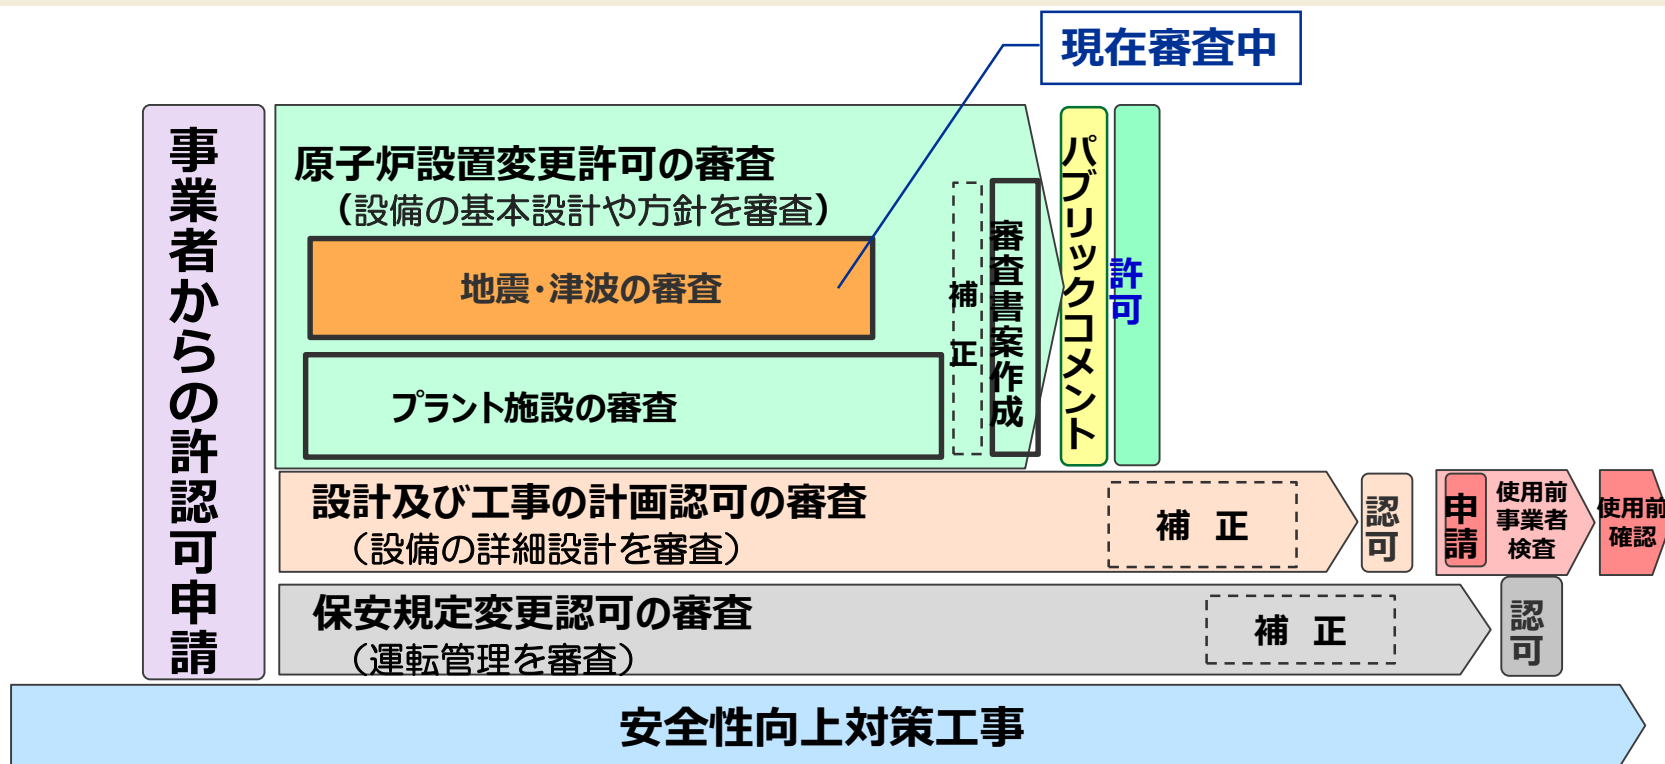 現在審査中
事業者からの許認可申請
原子炉設置変更許可の審査
（設備の基本設計や方針を審査）
地震・津波の審査
プラント施設の審査
補正
審査書案作成
パブリックコメント
許可
設計及び工事の計画認可の審査
（設備の詳細設計を審査）
補 正
認可
申請
使用前
事業者
検査
使用前
確認
保安規定変更認可の審査
（運転管理を審査）
補 正
認可
安全性向上対策工事